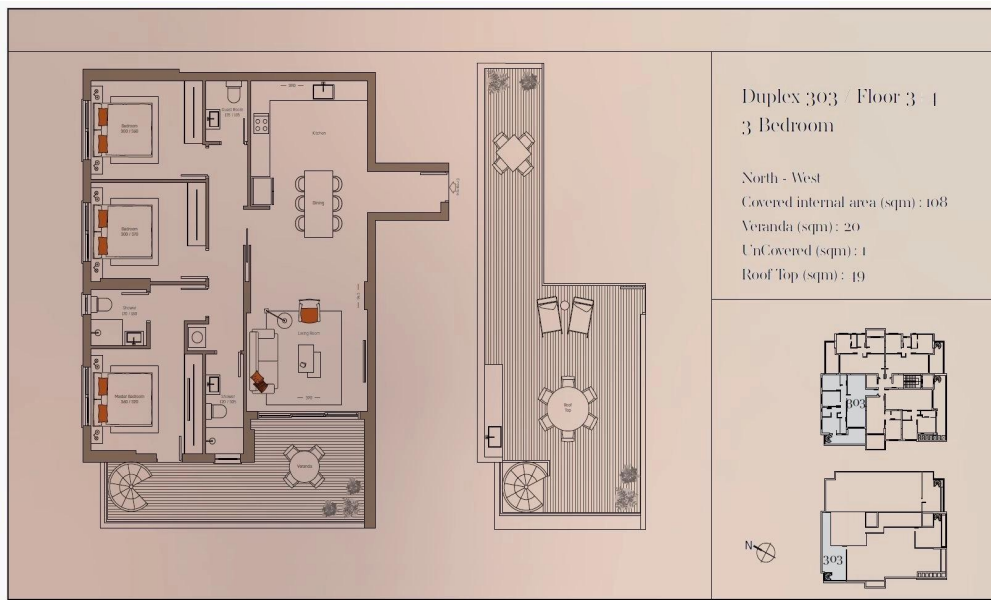 Duplex 303 / Floor 3-4
3 Bedroom
North - West
Covered internal area (sqm) : 108
Veranda (sqm) : 20
UnCovered (sqm) : 1
Roof Top (sqm) : 49
Bedroom
Guest
Kitchen
Dining
Bedroom
Shower
Living Room
Master Bedroom
Shower
Veranda
Roof
Top
303
303
N